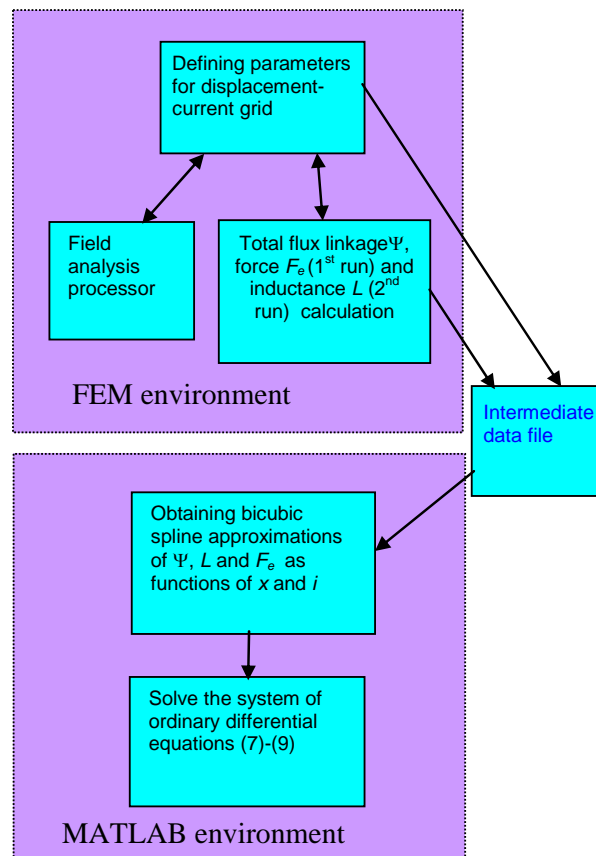 Defining parameters
for displacement-
current grid
Field
analysis
processor
Total flux linkageΨ,
force Fe (1st run) and
inductance L (2nd
run) calculation
FEM environment
Intermediate
data file
Obtaining bicubic
spline approximations
of Ψ, L and Fe as
functions of x and i
Solve the system of
ordinary differential
equations (7)-(9)
MATLAB environment